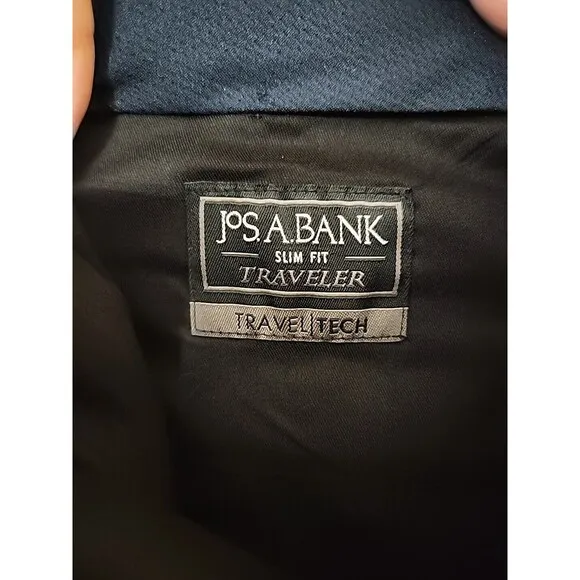 JOS. A. BANK
SLIM FIT
TRAVELER
TRAVEL|TECH